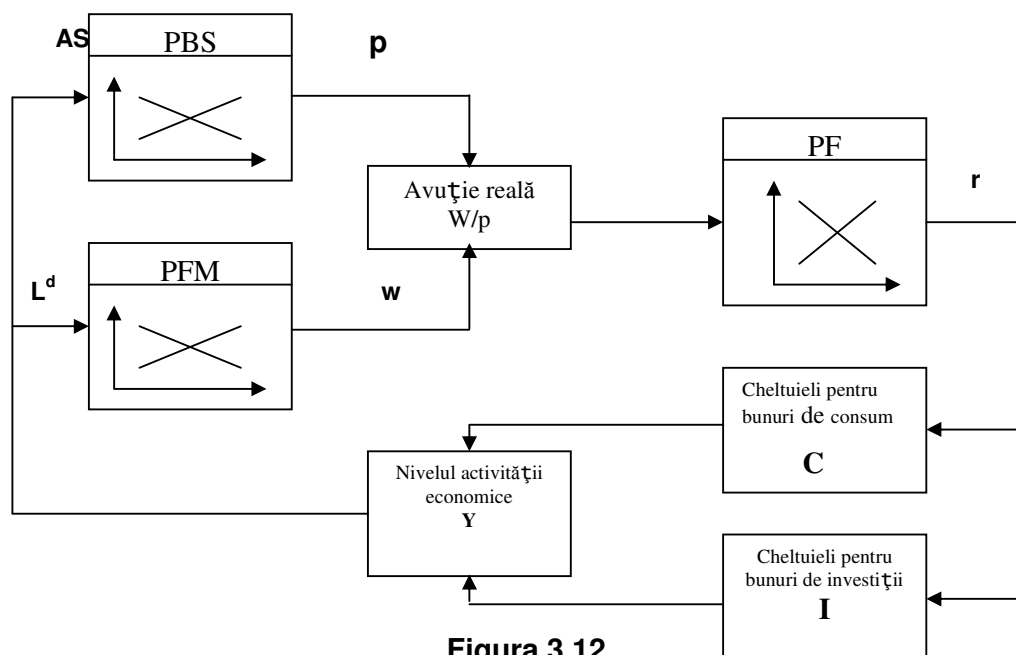 AS
PBS
p
Avuţie reală
W/p
PF
r
L^d
PFM
w
Cheltuieli pentru
bunuri de consum
C
Nivelul activităţii
economice
Y
Cheltuieli pentru
bunuri de investiţii
I
Figura 3.12